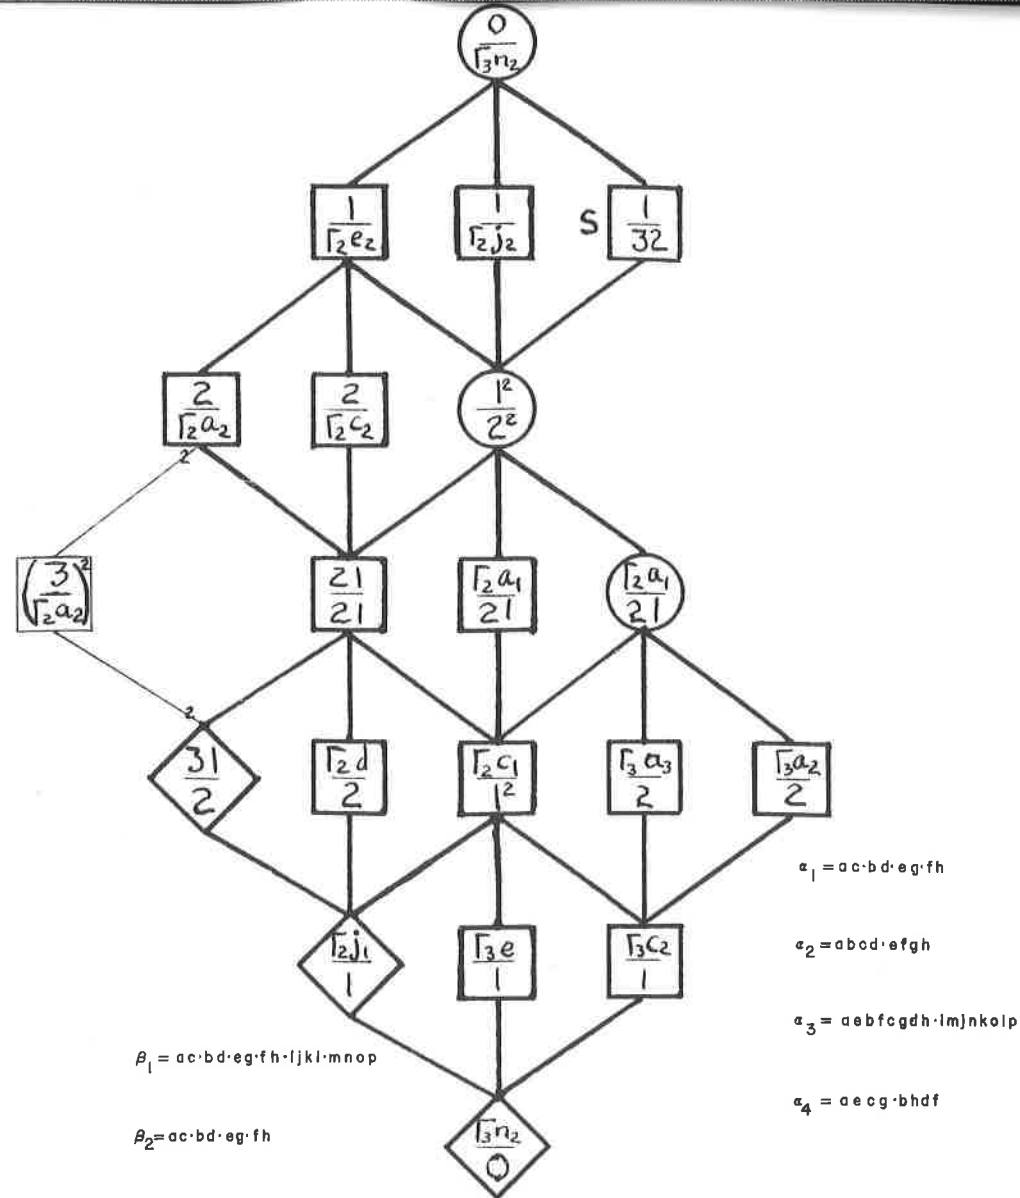 0
Γ₃n₂
1
Γ₂e₂
1
Γ₂j₂
S
1
32
2
Γ₂a₂
2
2
Γ₂c₂
1²
2²
(3
Γ₂a₂)²
21
21
Γ₂a₁
21
Γ₂a₁
21
2
31
2
Γ₂d
2
Γ₂c₁
1²
Γ₃a₃
2
Γ₃a₂
2
α₁ = ac·bd·eg·fh
Γ₂j₁
1
Γ₃e
1
Γ₃c₂
1
α₂ = abcd·efgh
α₃ = aebfcgdh·imjnkolp
β₁ = ac·bd·eg·fh·ijkl·mnop
α₄ = aecg·bhdf
β₂=ac·bd·eg·fh
Γ₃n₂
0